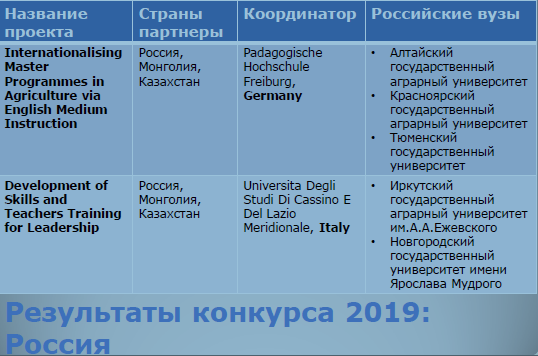 Название проекта
Страны партнеры
Координатор
Российские вузы
Internationalising
Master
Programmes in
Agriculture via
English Medium
Instruction
Россия,
Монголия,
Казахстан
Padagogische
Hochschule
Freiburg,
Germany
• Алтайский
государственный
аграрный университет
• Красноярский
государственный
аграрный университет
• Тюменский
государственный
университет
Development of
Skills and
Teachers Training
for Leadership
Россия,
Монголия,
Казахстан
Universita Degli
Studi Di Cassino E
Del Lazio
Meridionale, Italy
• Иркутский
государственный
аграрный университет
им.А.А.Ежевского
• Новгородский
государственный
университет имени
Ярослава Мудрого
Результаты конкурса 2019:
Россия